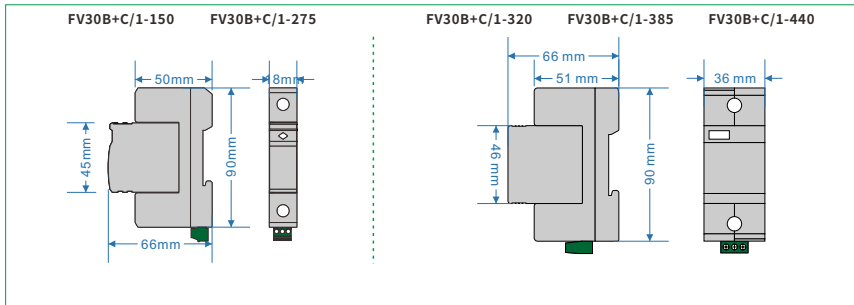 FV30B+C/1-150 FV30B+C/1-275
50mm
18mm
45mm
90mm
66mm
FV30B+C/1-320 FV30B+C/1-385 FV30B+C/1-440
66 mm
51 mm
36 mm
46 mm
90 mm